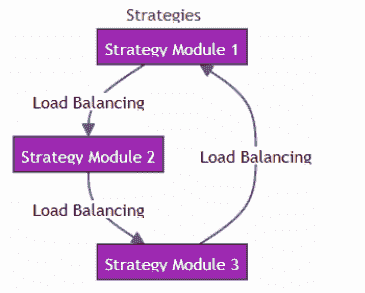 Strategies
Strategy Module 1
Load Balancing
Strategy Module 2
Load Balancing
Load Balancing
Strategy Module 3